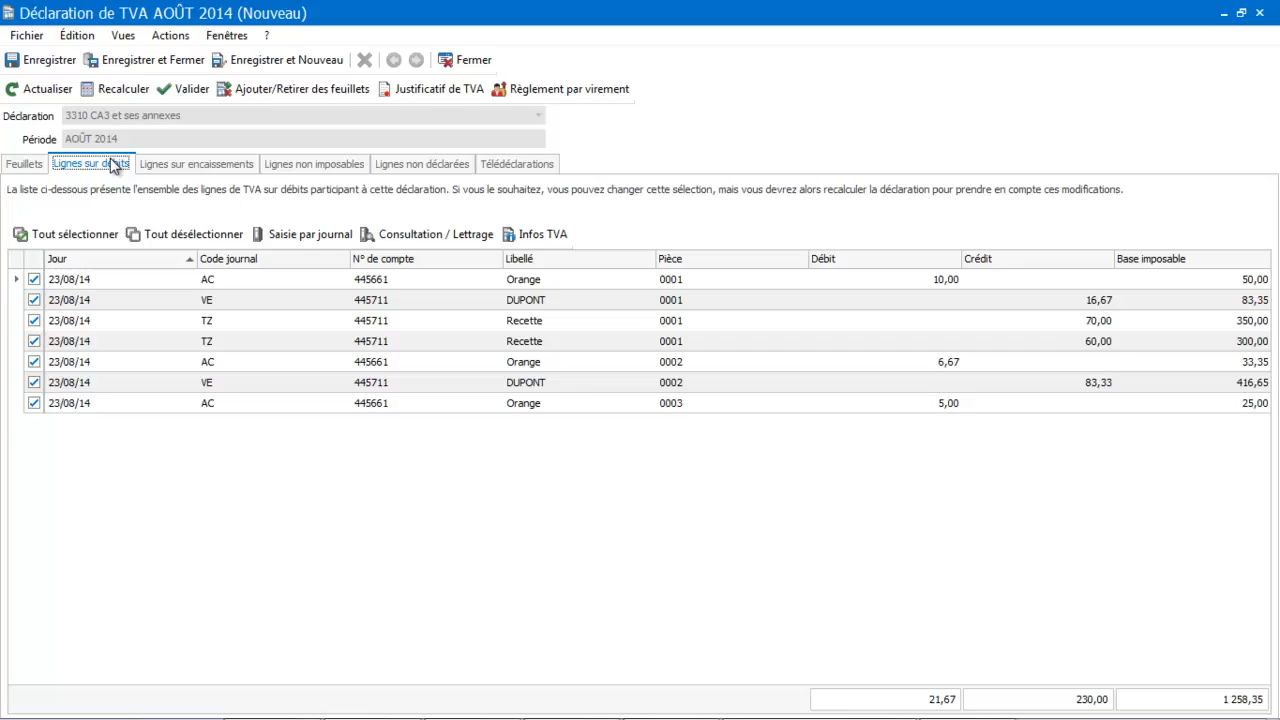 Déclaration de TVA AOÛT 2014 (Nouveau)
Fichier Édition Vues Actions Fenêtres ?
Enregistrer Enregistrer et Fermer Enregistrer et Nouveau Fermer
Actualiser Recalculer Valider Ajouter/Retirer des feuillets Justificatif de TVA Règlement par virement
Déclaration 3310 CA3 et ses annexes
Période AOÛT 2014
Feuillets Lignes sur débits Lignes sur encaissements Lignes non imposables Lignes non déclarées Télédéclarations
La liste ci-dessous présente l'ensemble des lignes de TVA sur débits participant à cette déclaration. Si vous le souhaitez, vous pouvez changer cette sélection, mais vous devrez alors recalculer la déclaration pour prendre en compte ces modifications.
Tout sélectionner Tout désélectionner Saisie par journal Consultation / Lettrage Infos TVA
Jour Code journal N° de compte Libellé Pièce Débit Crédit Base imposable
23/08/14 AC 445661 Orange 0001 10,00 50,00
23/08/14 VE 445711 DUPONT 0001 16,67 83,35
23/08/14 TZ 445711 Recette 0001 70,00 350,00
23/08/14 TZ 445711 Recette 0001 60,00 300,00
23/08/14 AC 445661 Orange 0002 6,67 33,35
23/08/14 VE 445711 DUPONT 0002 83,33 416,65
23/08/14 AC 445661 Orange 0003 5,00 25,00
21,67 230,00 1 258,35